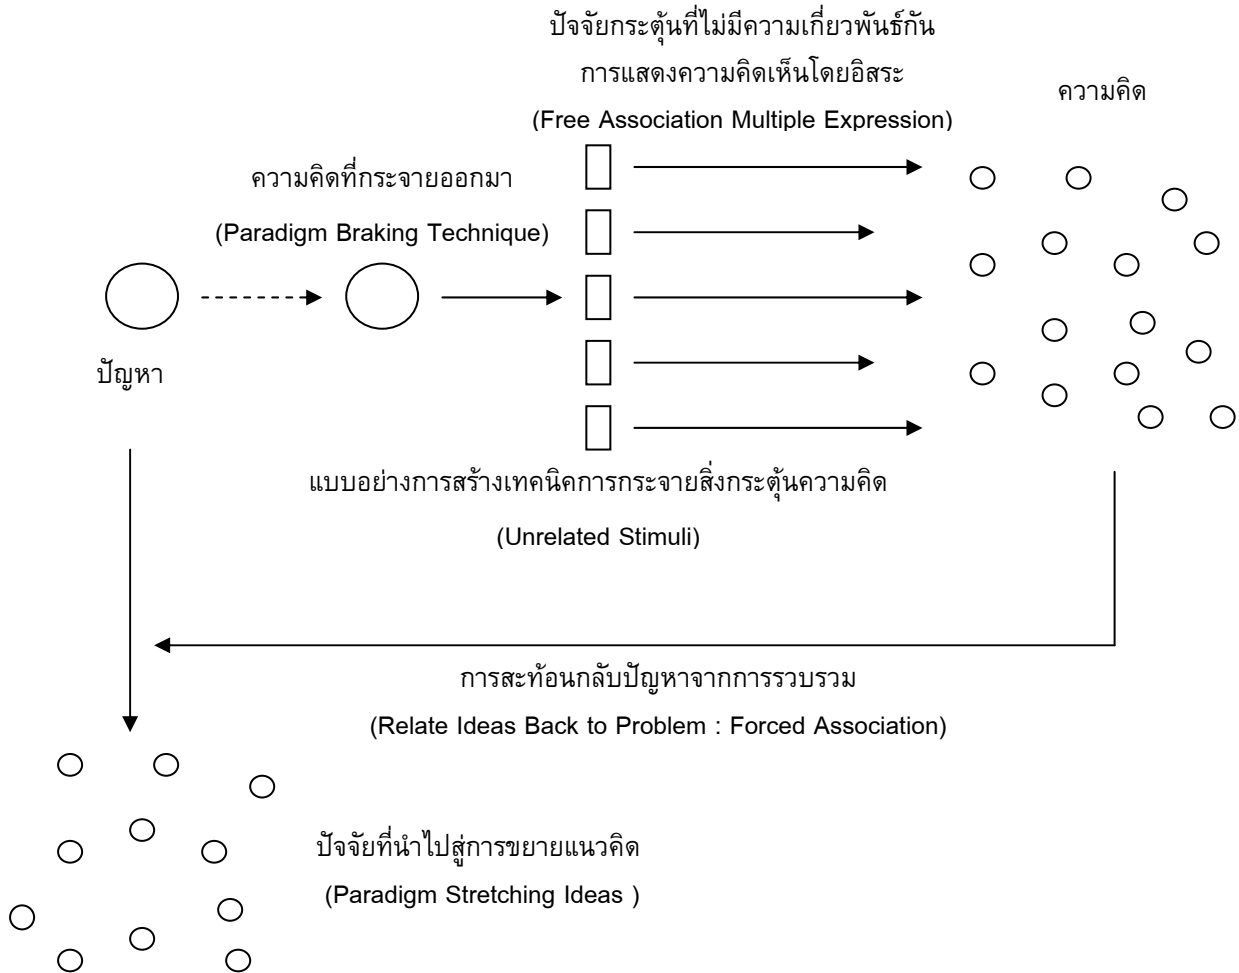 ปัจจัยกระตุ้นที่ไม่มีความเกี่ยวพันธ์กัน
การแสดงความคิดเห็นโดยอิสระ
(Free Association Multiple Expression)
ความคิด
ความคิดที่กระจายออกมา
(Paradigm Braking Technique)
ปัญหา
แบบอย่างการสร้างเทคนิคการกระจายสิ่งกระตุ้นความคิด
(Unrelated Stimuli)
การสะท้อนกลับปัญหาจากการรวบรวม
(Relate Ideas Back to Problem : Forced Association)
ปัจจัยที่นำไปสู่การขยายแนวคิด
(Paradigm Stretching Ideas )